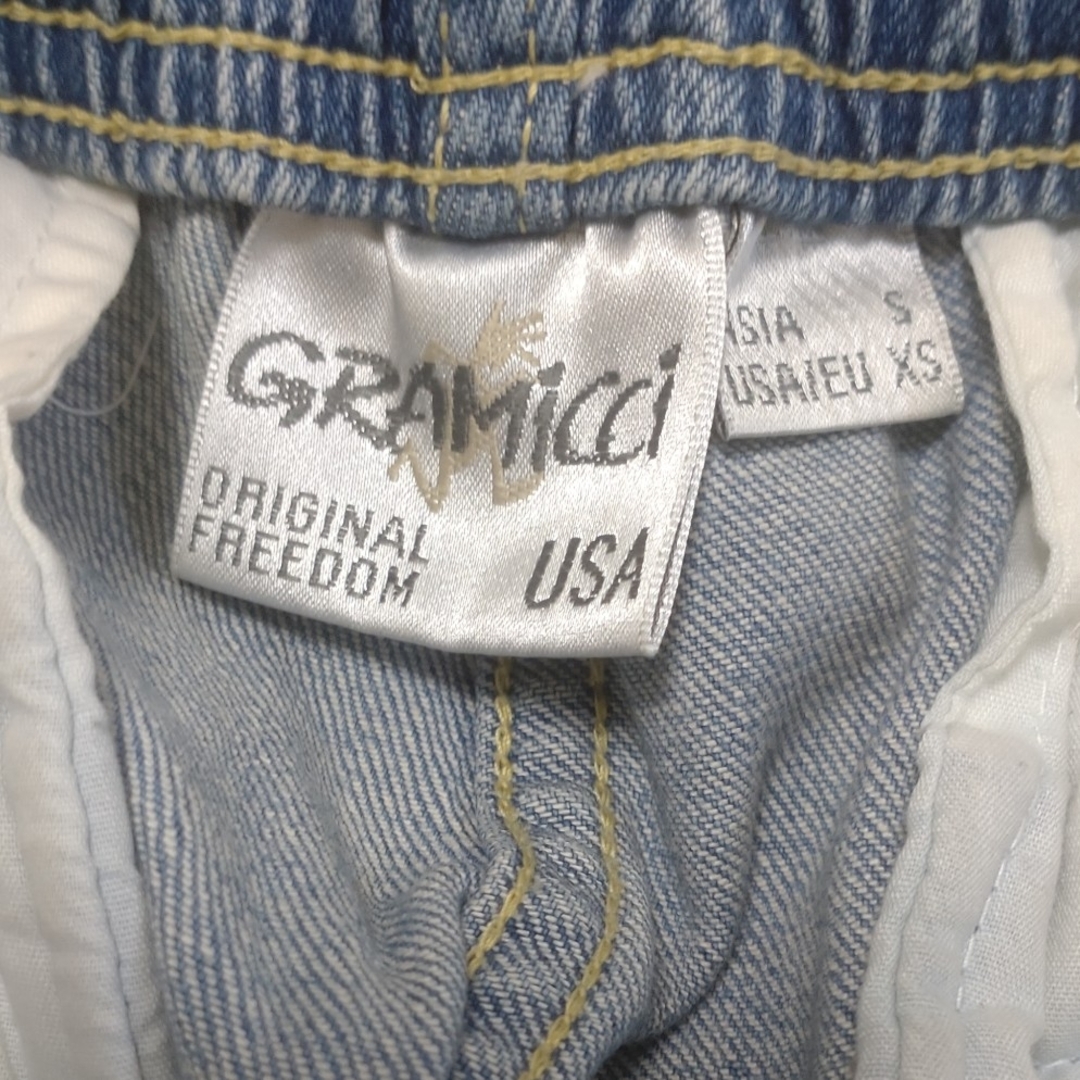 GRAMiCCi
ORIGINAL
FREEDOM
USA
ASIA S
USA/EU XS